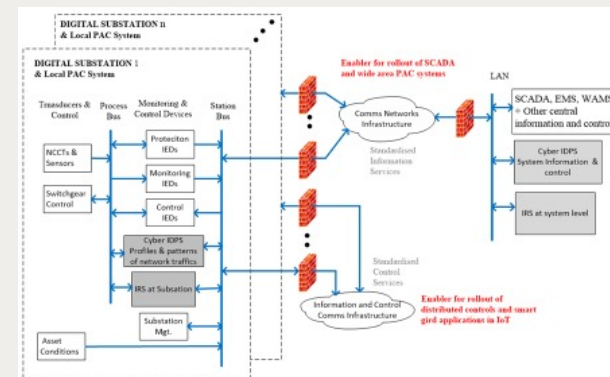 DIGITAL SUBSTATION n
& Local PAC System
DIGITAL SUBSTATION 1
& Local PAC System
Transducers &
Control
Process
Bus
Monitoring &
Control Devices
Station
Bus
NCCTs &
Sensors
Switchgear
Control
Proteciton
IEDs
Monitoring
IEDs
Control
IEDs
Cyber IDPS
Profiles & patterns
of network traffics
IRS at Subsation
Substation
Mgt.
Asset
Conditions
Enabler for rollout of SCADA
and wide area PAC systems
Comms Networks
Infrastructure
Standardised
Information
Services
Standardised
Control
Services
Information and Control
Comms Infrastructure
Enabler for rollout of
distributed controls and smart
gird applications in IoT
LAN
SCADA, EMS, WAMS
+ Other central
information and control
Cyber IDPS
System Information &
control
IRS at system level